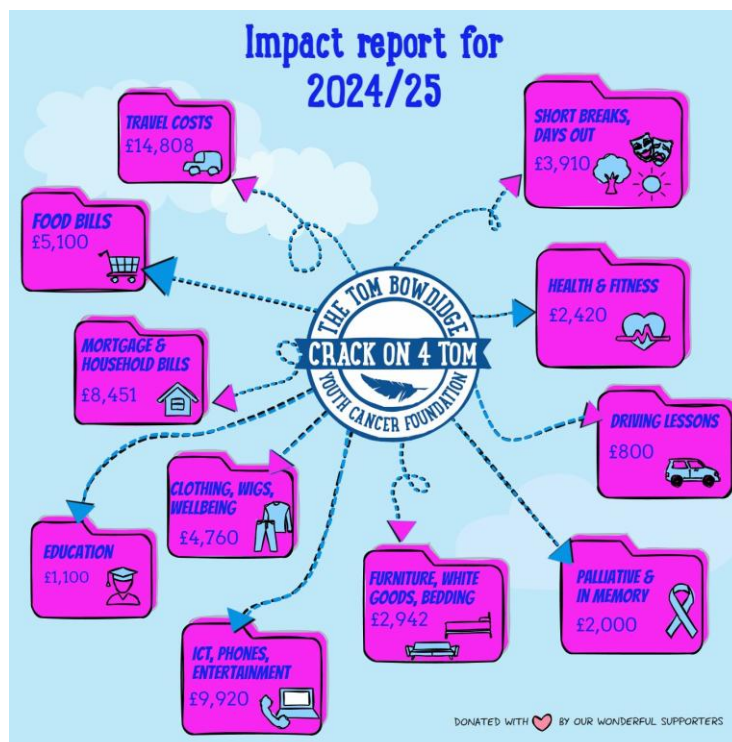 Impact report for
2024/25
TRAVEL COSTS
£14,808
SHORT BREAKS,
DAYS OUT
£3,910
FOOD BILLS
£5,100
HEALTH & FITNESS
£2,420
THE TOM BOWDIDGE
CRACK ON 4 TOM
YOUTH CANCER FOUNDATION
MORTGAGE &
HOUSEHOLD BILLS
£8,451
DRIVING LESSONS
£800
CLOTHING, WIGS,
WELLBEING
£4,760
EDUCATION
£1,100
FURNITURE, WHITE
GOODS, BEDDING
£2,942
PALLIATIVE &
IN MEMORY
£2,000
ICT, PHONES,
ENTERTAINMENT
£9,920
DONATED WITH BY OUR WONDERFUL SUPPORTERS